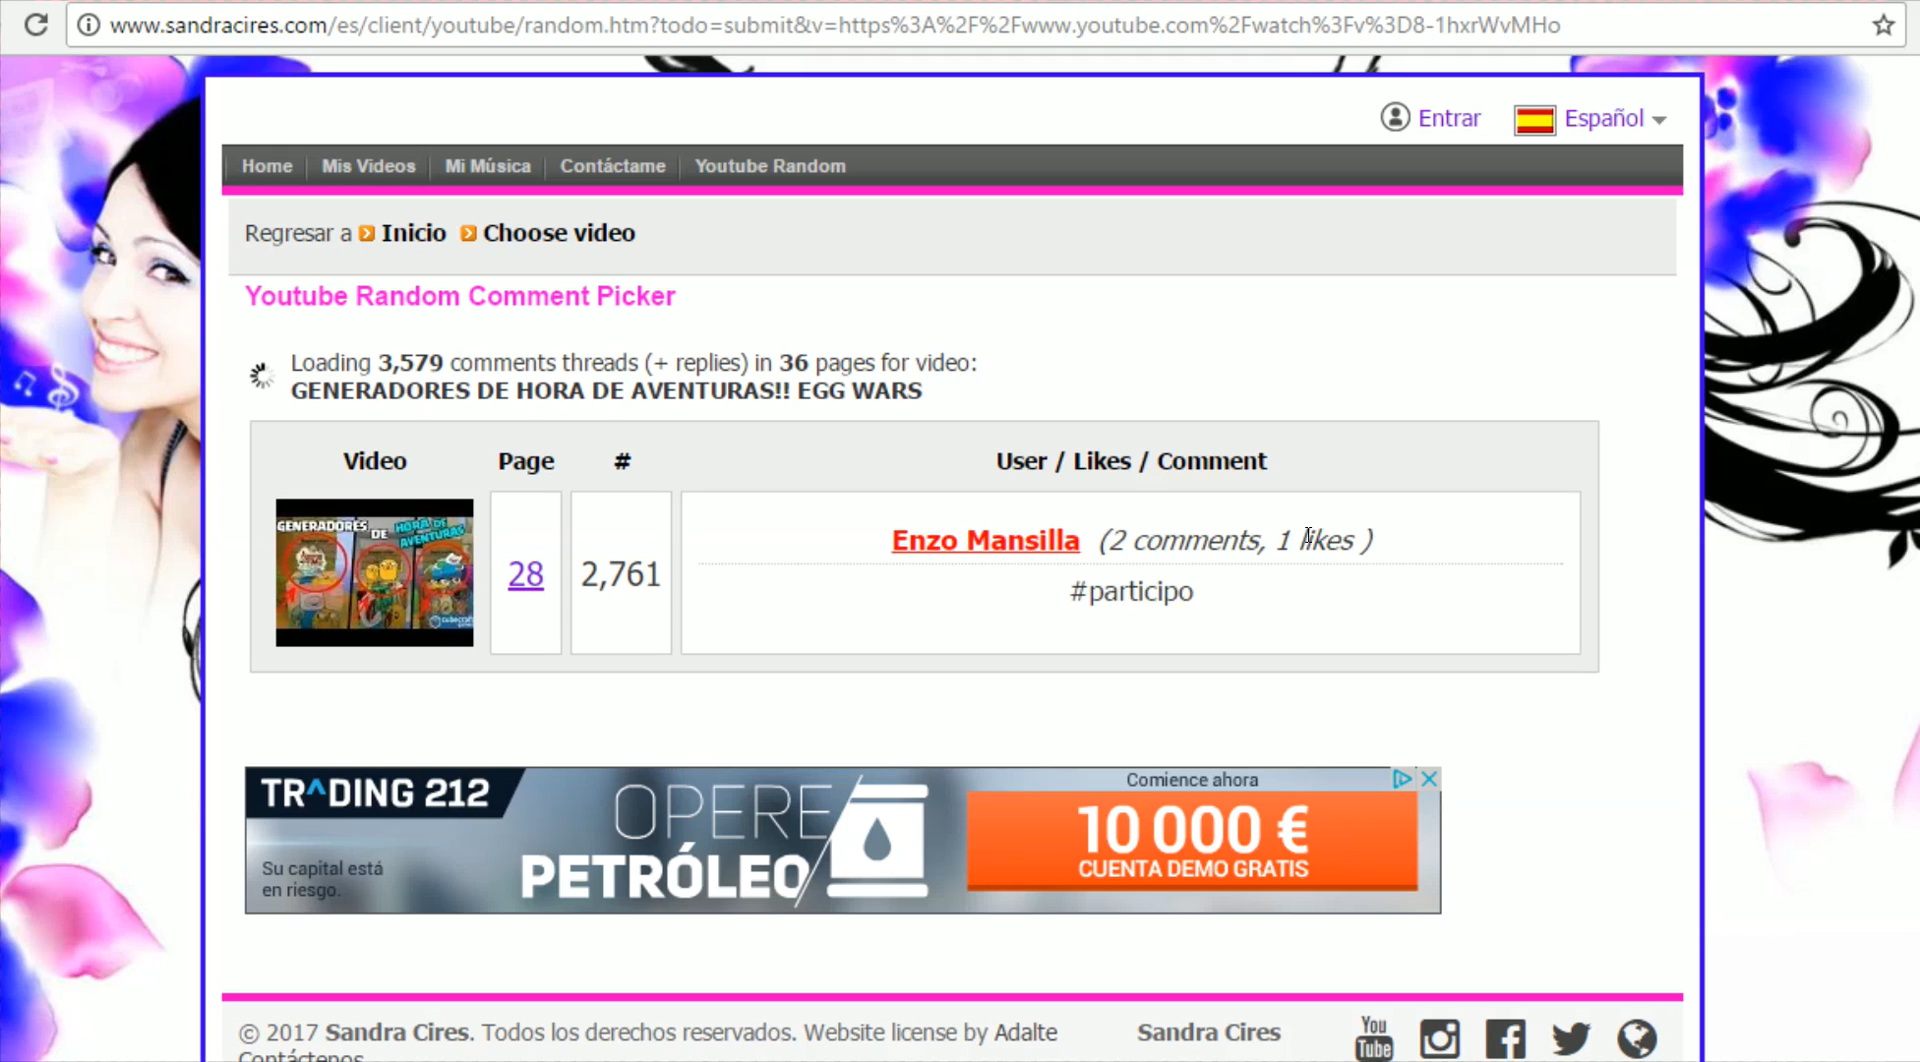 www.sandracires.com/es/client/youtube/random.htm?todo=submit&v=https%3A%2F%2Fwww.youtube.com%2Fwatch%3Fv%3D8-1hxrWvMHo
Entrar Español
Home Mis Videos Mi Música Contáctame Youtube Random
Regresar a Inicio Choose video
Youtube Random Comment Picker
Loading 3,579 comments threads (+ replies) in 36 pages for video:
GENERADORES DE HORA DE AVENTURAS!! EGG WARS
Video Page # User / Likes / Comment
GENERADORES DE HORA DE AVENTURAS
28 2,761
Enzo Mansilla (2 comments, 1 likes )
#participo
TRADING 212
Su capital está
en riesgo.
OPERE
PETRÓLEO
Comience ahora
10 000 €
CUENTA DEMO GRATIS
© 2017 Sandra Cires. Todos los derechos reservados. Website license by Adalte
Contáctenos
Sandra Cires
You
Tube